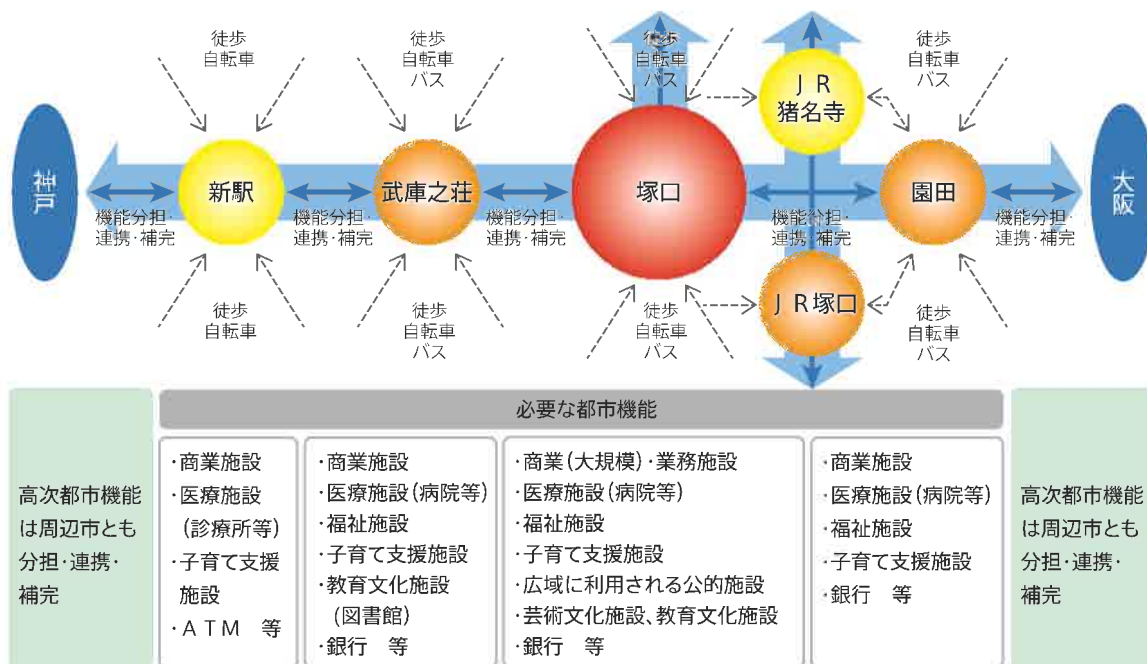 徒歩
自転車
徒歩
自転車
バス
徒歩
自転車
バス
ＪＲ
猪名寺
徒歩
自転車
バス
神戸
新駅
武庫之荘
塚口
園田
大阪
機能分担・
連携・補完
機能分担・
連携・補完
機能分担・
連携・補完
機能分担・
連携・補完
機能分担・
連携・補完
ＪＲ塚口
徒歩
自転車
徒歩
自転車
バス
徒歩
自転車
バス
徒歩
自転車
バス
必要な都市機能
高次都市機能
は周辺市とも
分担・連携・
補完
・商業施設
・医療施設
(診療所等)
・子育て支援
施設
・ＡＴＭ　等
・商業施設
・医療施設(病院等)
・福祉施設
・子育て支援施設
・教育文化施設
(図書館)
・銀行　等
・商業(大規模)・業務施設
・医療施設(病院等)
・福祉施設
・子育て支援施設
・広域に利用される公的施設
・芸術文化施設、教育文化施設
・銀行　等
・商業施設
・医療施設(病院等)
・福祉施設
・子育て支援施設
・銀行　等
高次都市機能
は周辺市とも
分担・連携・
補完